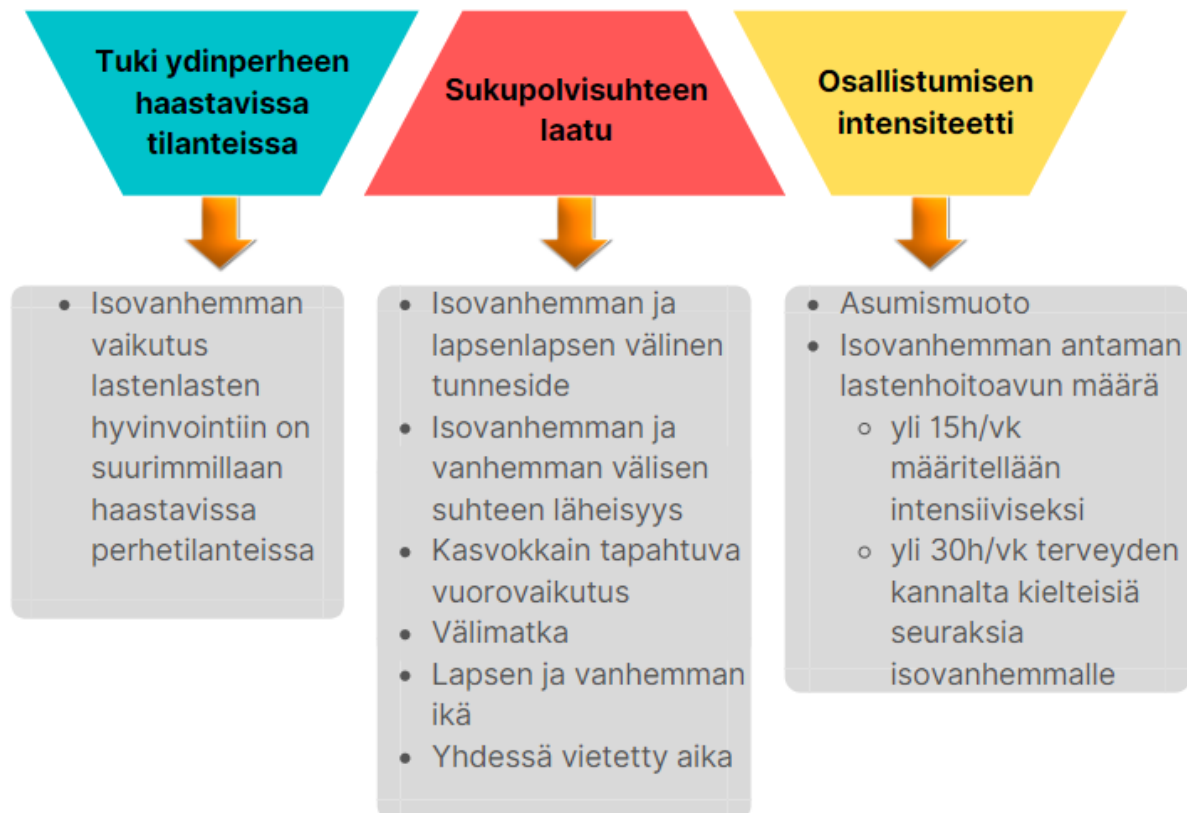 Tuki ydinperheen
haastavissa
tilanteissa
Sukupolvisuhteen
laatu
Osallistumisen
intensiteetti
• Isovanhemman
vaikutus
lastenlasten
hyvinvointiin on
suurimmillaan
haastavissa
perhetilanteissa
• Isovanhemman ja
lapsenlapsen välinen
tunneside
• Isovanhemman ja
vanhemman välisen
suhteen läheisyys
• Kasvokkain tapahtuva
vuorovaikutus
• Välimatka
• Lapsen ja vanhemman
ikä
• Yhdessä vietetty aika
• Asumismuoto
• Isovanhemman antaman
lastenhoitoavun määrä
○ yli 15h/vk
määritellään
intensiiviseksi
○ yli 30h/vk terveyden
kannalta kielteisiä
seuraksia
isovanhemmalle